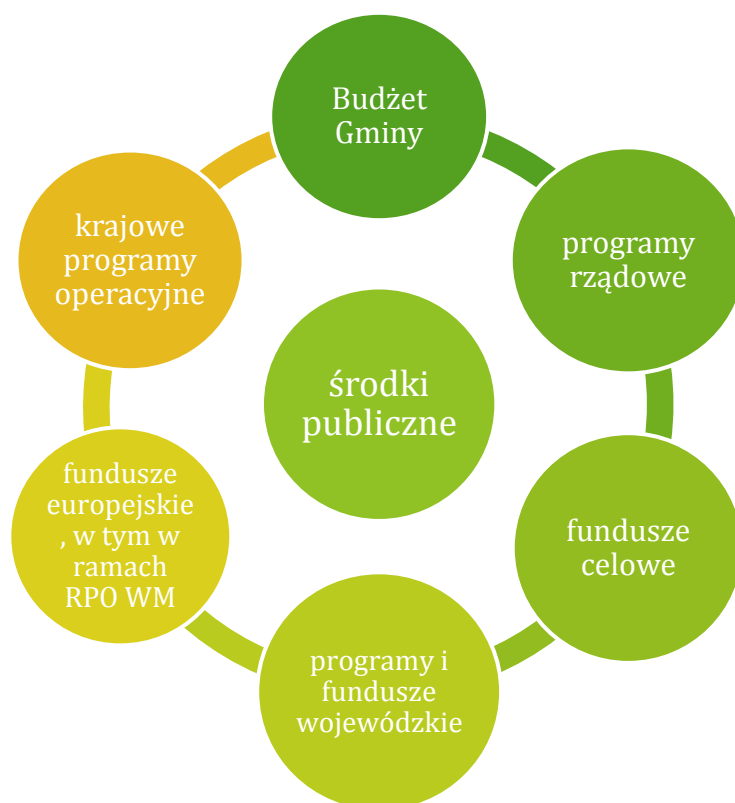 Budżet
Gminy
programy
rządowe
fundusze
celowe
programy i
fundusze
wojewódzkie
fundusze
europejskie
, w tym w
ramach
RPO WM
krajowe
programy
operacyjne
środki
publiczne